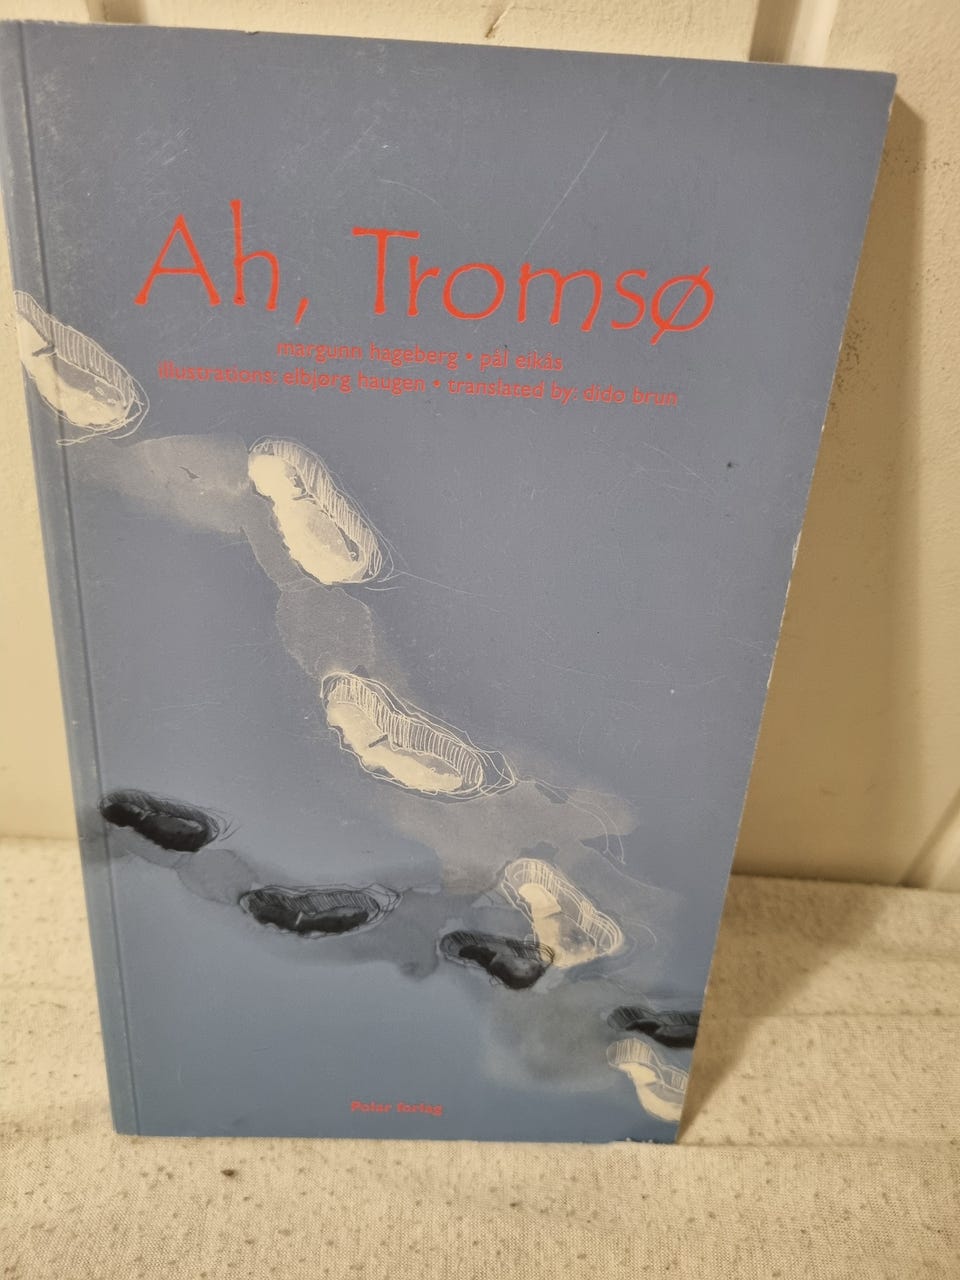 Ah, Tromsø
margunn hageberg • pål eikås
illustrations: elbjørg haugen • translated by: dido brun
Polar forlag